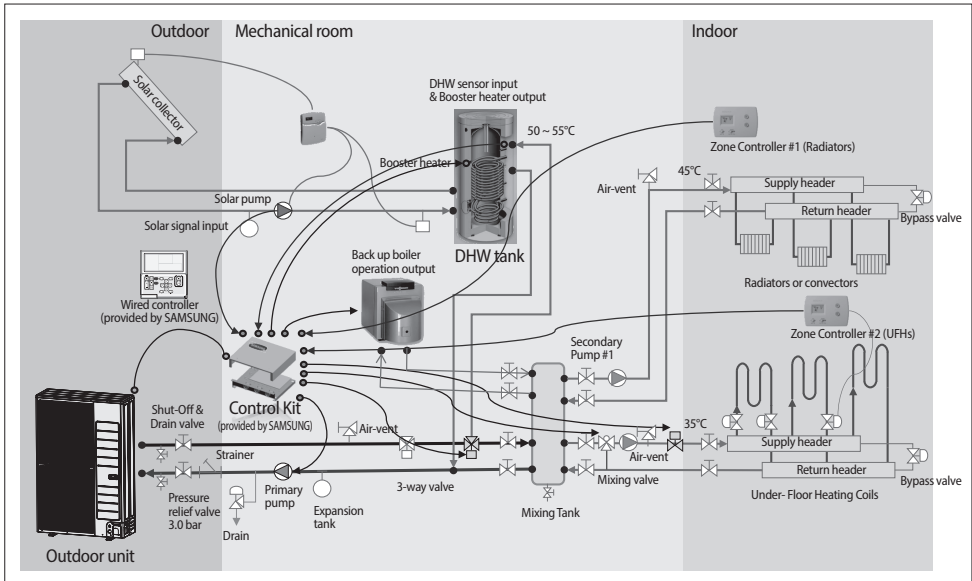 Outdoor
Mechanical room
Indoor
Solar collector
DHW sensor input
& Booster heater output
50 ~ 55°C
Booster heater
Zone Controller #1 (Radiators)
45°C
Air-vent
Supply header
Return header
Bypass valve
Solar pump
Solar signal input
DHW tank
Radiators or convectors
Back up boiler
operation output
Wired controller
(provided by SAMSUNG)
Zone Controller #2 (UFHs)
Secondary
Pump #1
Control Kit
(provided by SAMSUNG)
Shut-Off &
Drain valve
Air-vent
35°C
Strainer
Air-vent
Supply header
Return header
Bypass valve
Pressure
relief valve
3.0 bar
Primary
pump
Expansion
tank
3-way valve
Mixing valve
Under- Floor Heating Coils
Mixing Tank
Drain
Outdoor unit